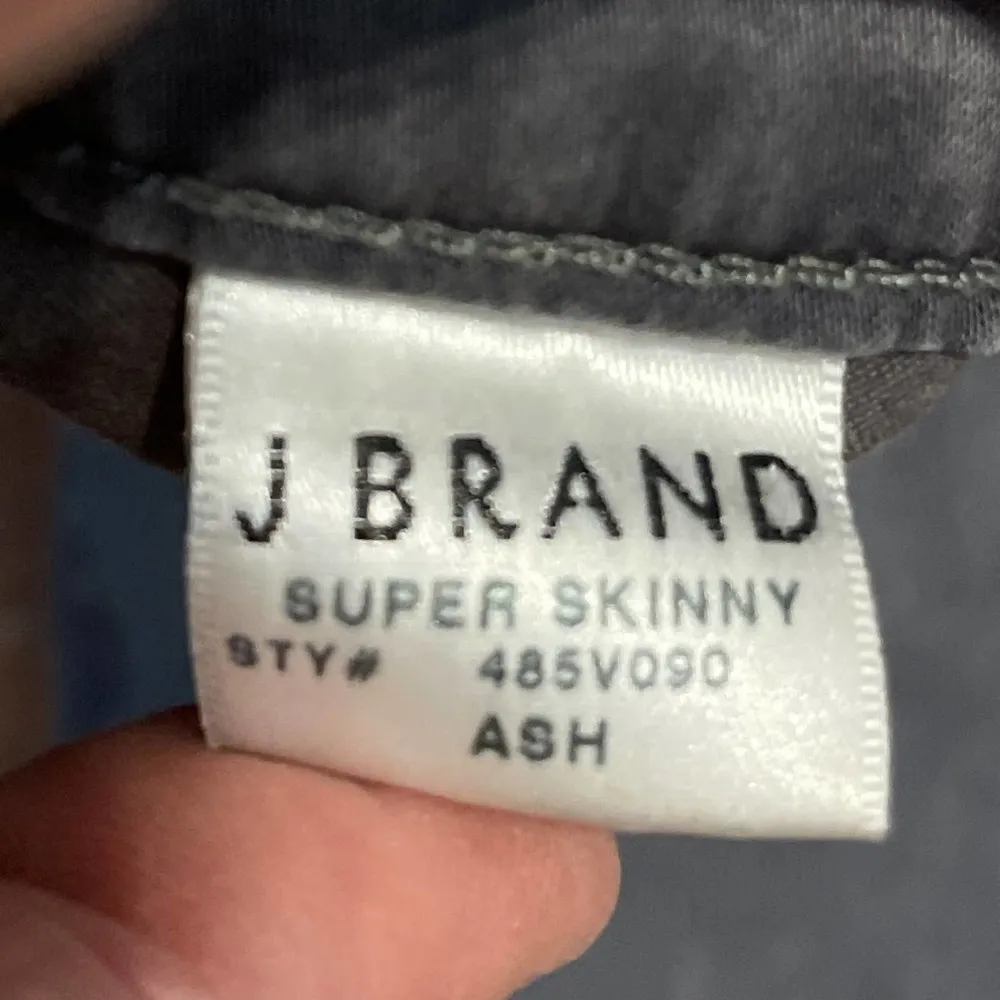 J BRAND
SUPER SKINNY
STY# 485V090
ASH